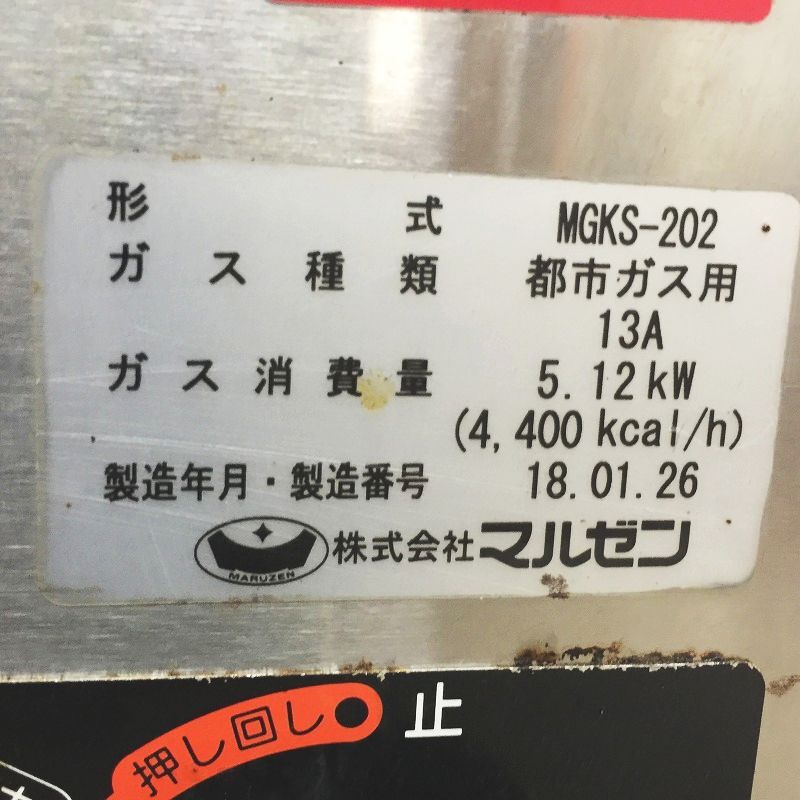 形式 MGKS-202
ガス種類 都市ガス用
13A
ガス消費量 5.12kW
(4,400kcal/h)
製造年月・製造番号 18.01.26
MARUZEN 株式会社マルゼン
押し回し 止